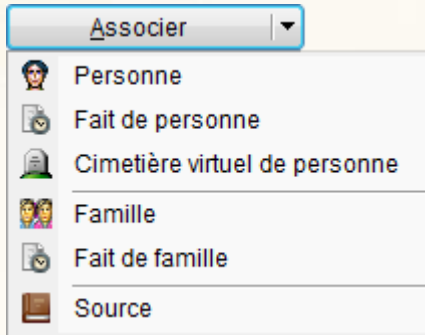 Associer
Personne
Fait de personne
Cimetière virtuel de personne
Famille
Fait de famille
Source